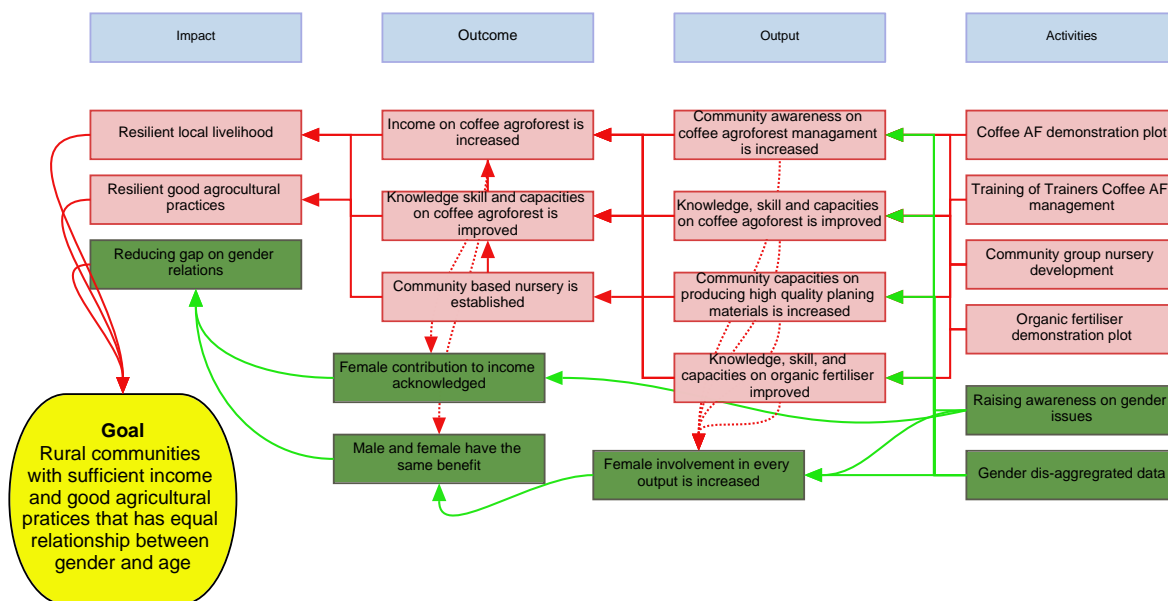 Impact
Outcome
Output
Activities
Resilient local livelihood
Income on coffee agroforest is
increased
Community awareness on
coffee agroforest managament
is increased
Coffee AF demonstration plot
Resilient good agrocultural
practices
Knowledge skill and capacities
on coffee agroforest is
improved
Knowledge, skill and capacities
on coffee agoforest is improved
Training of Trainers Coffee AF
management
Reducing gap on gender
relations
Community based nursery is
established
Community capacities on
producing high quality planing
materials is increased
Community group nursery
development
Organic fertiliser
demonstration plot
Female contribution to income
acknowledged
Knowledge, skill, and
capacities on organic fertiliser
improved
Raising awareness on gender
issues
Male and female have the
same benefit
Female involvement in every
output is increased
Gender dis-aggregrated data
Goal
Rural communities
with sufficient income
and good agricultural
pratices that has equal
relationship between
gender and age